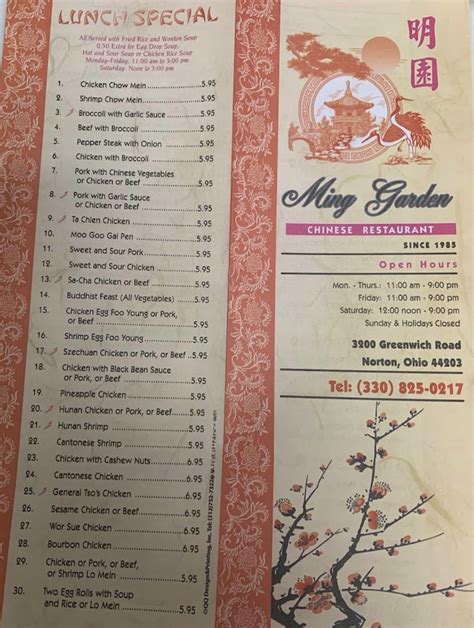 LUNCH SPECIAL
All Served with Fried Rice and Wonton Soup
0.50 Extra for Egg Drop Soup,
Hot and Sour Soup or Chicken Rice Soup
Monday-Friday: 11:00 am to 3:00 pm
Saturday: Noon to 3:00 pm
1. Chicken Chow Mein 5.95
2. Shrimp Chow Mein 5.95
3. Broccoli with Garlic Sauce 5.95
4. Beef with Broccoli 5.95
5. Pepper Steak with Onion 5.95
6. Chicken with Broccoli 5.95
7. Pork with Chinese Vegetables
or Chicken or Beef 5.95
8. Pork with Garlic Sauce
or Chicken or Beef 5.95
9. Ta Chien Chicken 5.95
10. Moo Goo Gai Pen 5.95
11. Sweet and Sour Pork 5.95
12. Sweet and Sour Chicken 5.95
13. Sa-Cha Chicken or Beef 5.95
14. Buddhist Feast (All Vegetables) 5.95
15. Chicken Egg Foo Young or Pork,
or Beef 5.95
16. Shrimp Egg Foo Young 5.95
17. Szechuan Chicken or Pork, or Beef 5.95
18. Chicken with Black Bean Sauce
or Pork, or Beef 5.95
19. Pineapple Chicken 5.95
20. Hunan Chicken or Pork, or Beef 5.95
21. Hunan Shrimp 5.95
22. Cantonese Shrimp 5.95
23. Chicken with Cashew Nuts 5.95
24. Cantonese Chicken 5.95
25. General Tso's Chicken 5.95
26. Sesame Chicken or Beef 5.95
27. Wor Sue Chicken 5.95
28. Bourbon Chicken 5.95
29. Chicken or Pork, or Beef,
or Shrimp Lo Mein 5.95
30. Two Egg Rolls with Soup
and Rice or Lo Mein 5.95
明園
Ming Garden
CHINESE RESTAURANT
SINCE 1985
Open Hours
Mon. - Thurs.: 11:00 am - 9:00 pm
Friday: 11:00 am - 9:00 pm
Saturday: 12:00 noon - 9:00 pm
Sunday & Holidays Closed
3200 Greenwich Road
Norton, Ohio 44203
Tel: (330) 825-0217